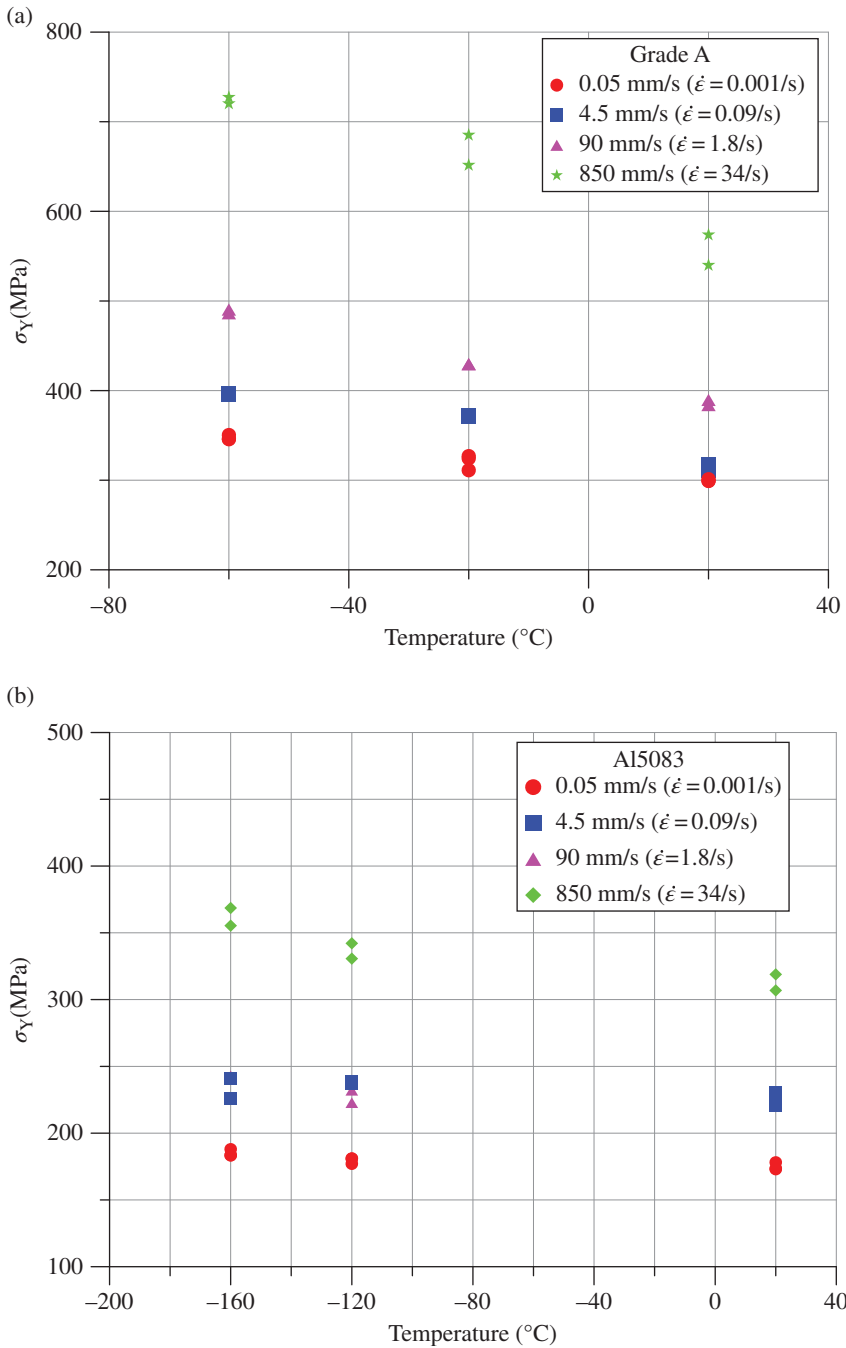 (a)
800
600
400
200
σY(MPa)
Grade A
0.05 mm/s (ε̇ = 0.001/s)
4.5 mm/s (ε̇ = 0.09/s)
90 mm/s (ε̇ = 1.8/s)
850 mm/s (ε̇ = 34/s)
−80
−40
0
40
Temperature (°C)
(b)
500
400
300
200
100
σY(MPa)
Al5083
0.05 mm/s (ε̇ = 0.001/s)
4.5 mm/s (ε̇ = 0.09/s)
90 mm/s (ε̇ =1.8/s)
850 mm/s (ε̇ = 34/s)
−200
−160
−120
−80
−40
0
40
Temperature (°C)